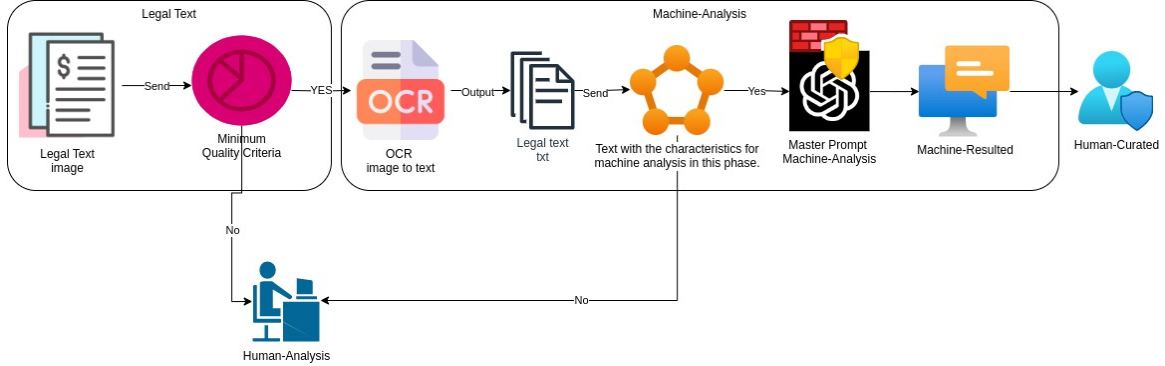 Legal Text
Machine-Analysis
$
Send
YES
OCR
Output
Send
Yes
Legal Text
image
Minimum
Quality Criteria
OCR
image to text
Legal text
txt
Text with the characteristics for
machine analysis in this phase.
Master Prompt
Machine-Analysis
Machine-Resulted
Human-Curated
No
No
Human-Analysis